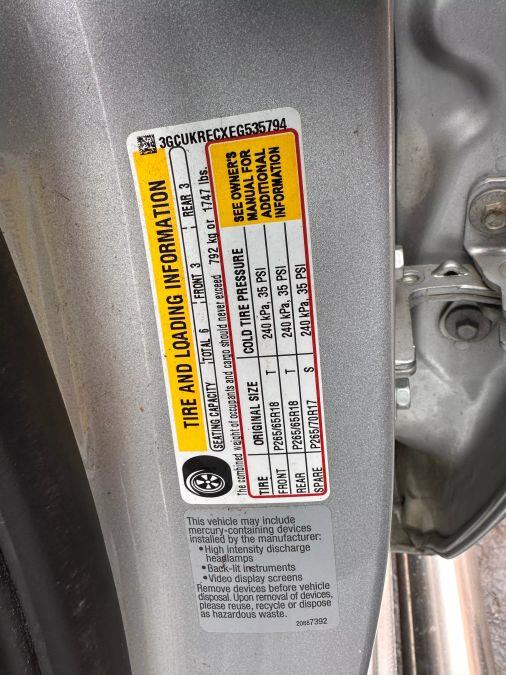 3GCUKRECXEG535794
TIRE AND LOADING INFORMATION
SEATING CAPACITY TOTAL 6 FRONT 3 REAR 3
The combined weight of occupants and cargo should never exceed 792 kg or 1747 lbs.
TIRE ORIGINAL SIZE COLD TIRE PRESSURE
FRONT P265/65R18 T 240 kPa, 35 PSI
REAR P265/65R18 T 240 kPa, 35 PSI
SPARE P265/70R17 S 240 kPa, 35 PSI
SEE OWNER'S
MANUAL FOR
ADDITIONAL
INFORMATION
This vehicle may include
mercury-containing devices
installed by the manufacturer:
•High intensity discharge
headlamps
•Back-lit instruments
•Video display screens
Remove devices before vehicle
disposal. Upon removal of devices,
please reuse, recycle or dispose
as hazardous waste.
20887392